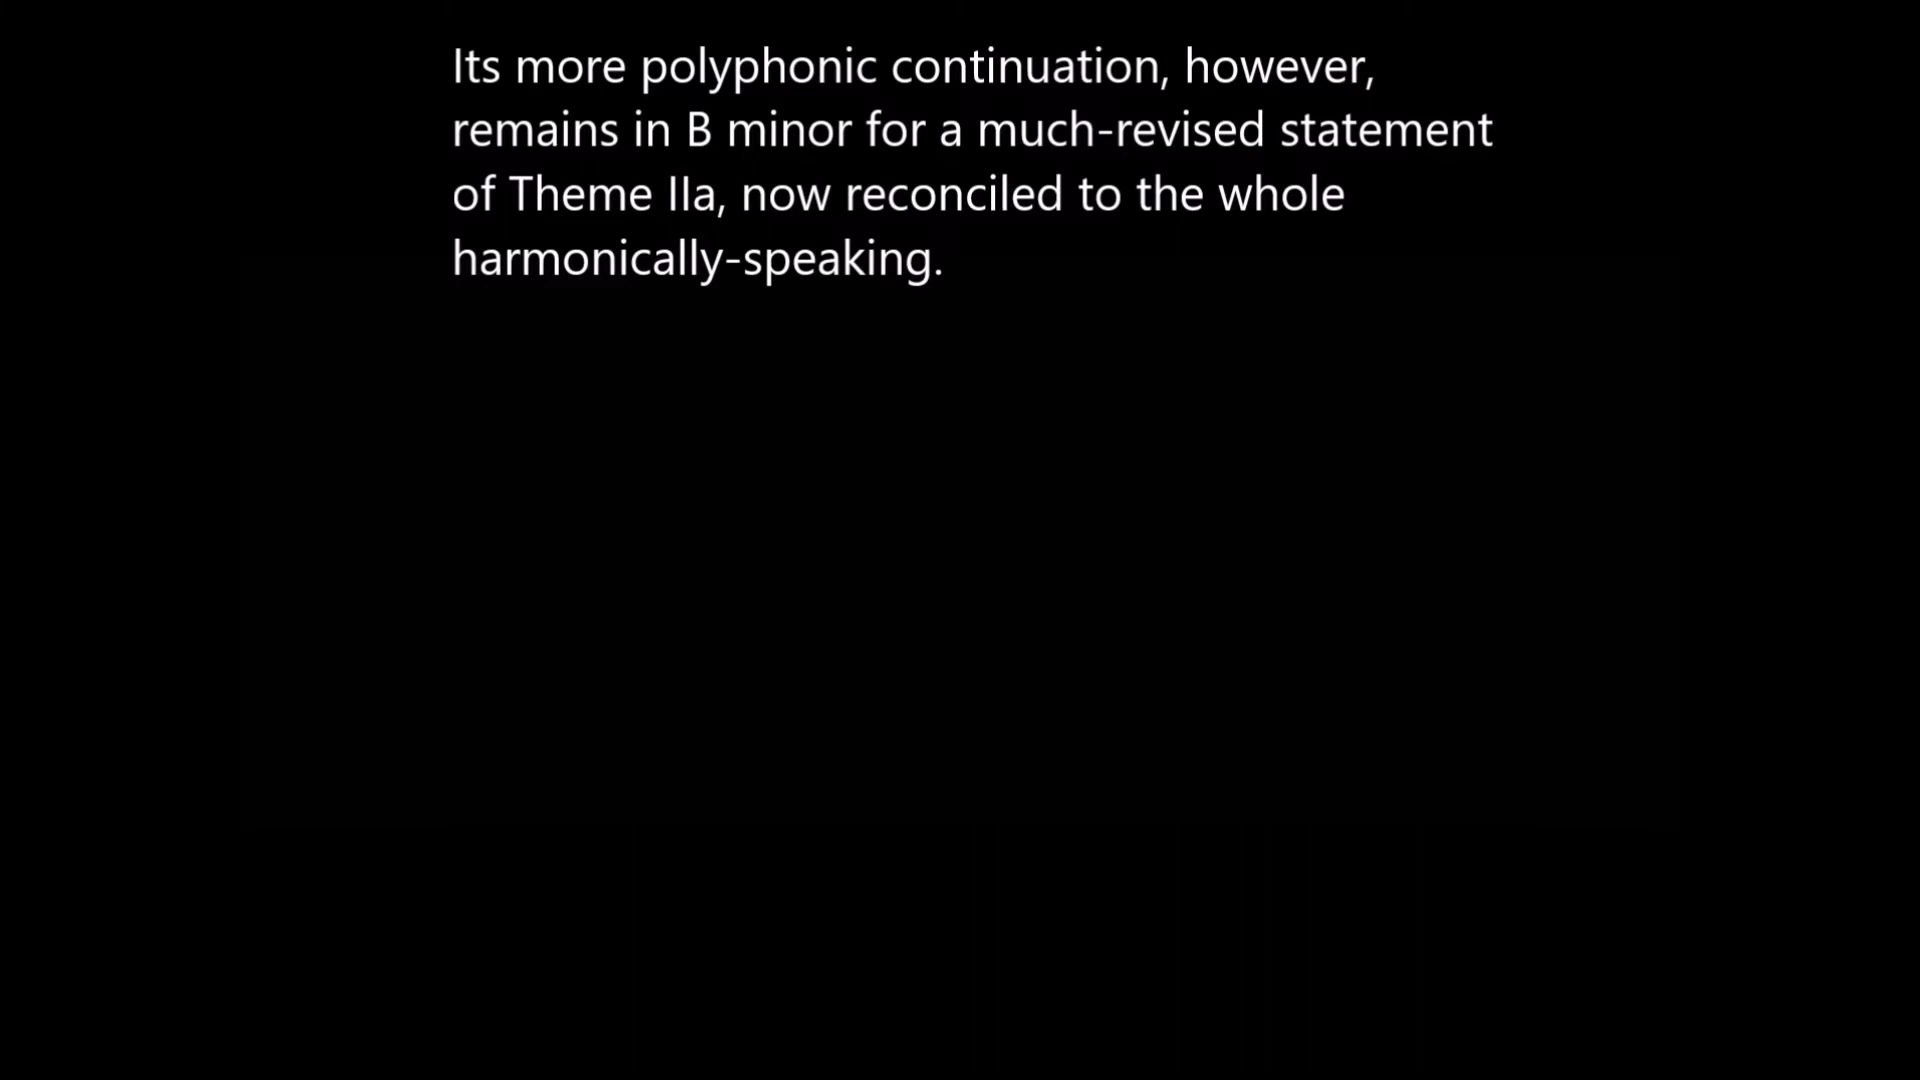 Its more polyphonic continuation, however,
remains in B minor for a much-revised statement
of Theme IIa, now reconciled to the whole
harmonically-speaking.